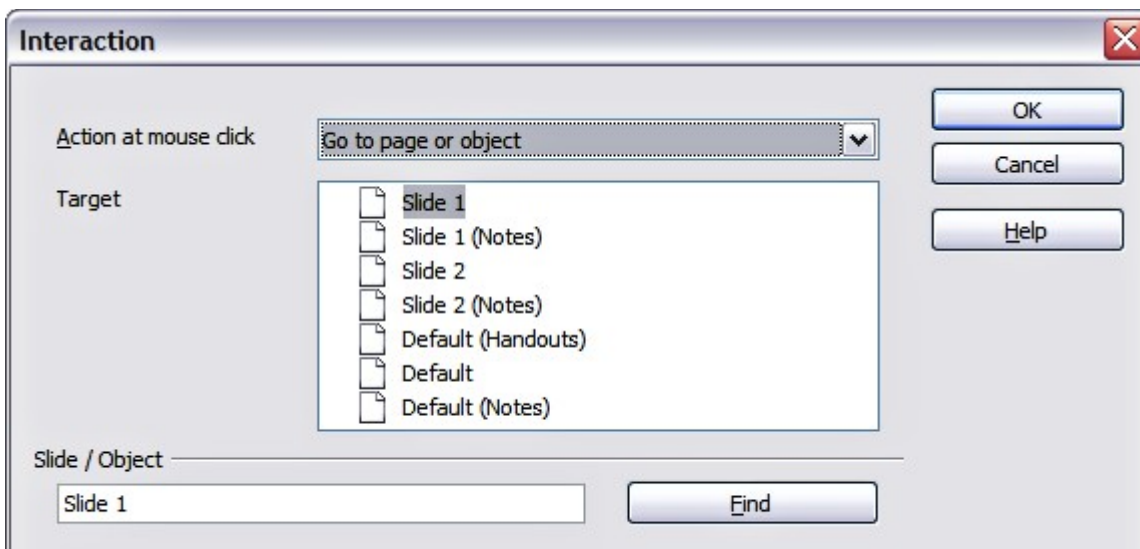 Interaction
Action at mouse click
Go to page or object
OK
Cancel
Help
Target
Slide 1
Slide 1 (Notes)
Slide 2
Slide 2 (Notes)
Default (Handouts)
Default
Default (Notes)
Slide / Object
Slide 1
Find